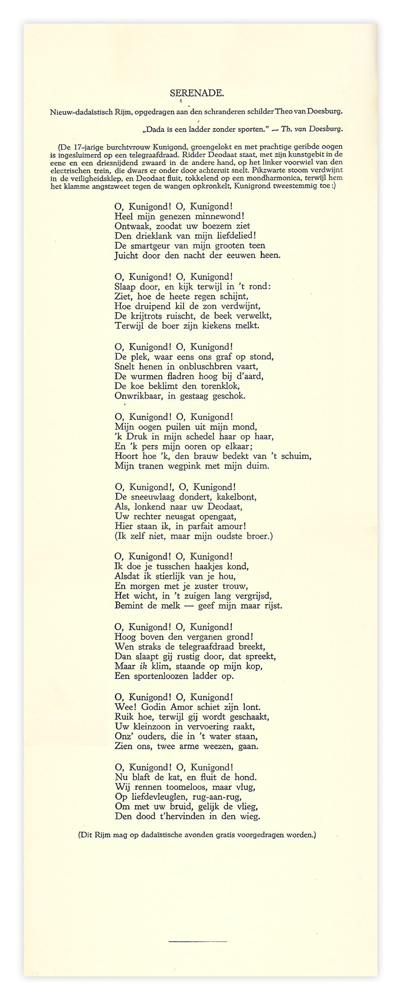 SERENADE.
Nieuw-dadaïstisch Rijm, opgedragen aan den schranderen schilder Theo van Doesburg.
„Dada is een ladder zonder sporten.” — Th. van Doesburg.
(De 17-jarige burchtvrouw Kunigond, groengelokt en met prachtige geribde oogen
is ingesluimerd op een telegraafdraad. Ridder Deodaat staat, met zijn kunstgebit in de
eene en een driesnijdend zwaard in de andere hand, op het linker voorwiel van den
electrischen trein, die dwars er onder door achteruit snelt. Pikzwarte stoom verdwijnt
in de veiligheidsklep, en Deodaat fluit, tokkelend op een mondharmonica, terwijl hem
het klamme angstzweet tegen de wangen opkronkelt, Kunigrond tweestemmig toe:)
O, Kunigond! O, Kunigond!
Heel mijn genezen minnewond!
Ontwaak, zoodat uw boezem ziet
Den drieklank van mijn liefdelied!
De smartgeur van mijn grooten teen
Juicht door den nacht der eeuwen heen.
O, Kunigond! O, Kunigond!
Slaap door, en kijk terwijl in 't rond:
Ziet, hoe de heete regen schijnt,
Hoe druipend kil de zon verdwijnt,
De krijtrots ruischt, de beek verwelkt,
Terwijl de boer zijn kiekens melkt.
O, Kunigond! O, Kunigond!
De plek, waar eens ons graf op stond,
Snelt henen in onbluschbren vaart,
De wurmen fladren hoog bij d'aard,
De koe beklimt den torenklok,
Onwrikbaar, in gestaag geschok.
O, Kunigond! O, Kunigond!
Mijn oogen puilen uit mijn mond,
'k Druk in mijn schedel haar op haar,
En 'k pers mijn ooren op elkaar;
Hoort hoe 'k, den brauw bedekt van 't schuim,
Mijn tranen wegpink met mijn duim.
O, Kunigond!, O, Kunigond!
De sneeuwlaag dondert, kakelbont,
Als, lonkend naar uw Deodaat,
Uw rechter neusgat opengaat,
Hier staan ik, in parfait amour!
(Ik zelf niet, maar mijn oudste broer.)
O, Kunigond! O, Kunigond!
Ik doe je tusschen haakjes kond,
Alsdat ik stierlijk van je hou,
En morgen met je zuster trouw,
Het wicht, in 't zuigen lang vergrijsd,
Bemint de melk — geef mijn maar rijst.
O, Kunigond! O, Kunigond!
Hoog boven den verganen grond!
Wen straks de telegraafdraad breekt,
Dan slaapt gij rustig door, dat spreekt,
Maar ik klim, staande op mijn kop,
Een sportenloozen ladder op.
O, Kunigond! O, Kunigond!
Wee! Godin Amor schiet zijn lont.
Ruik hoe, terwijl gij wordt geschaakt,
Uw kleinzoon in vervoering raakt,
Onz' ouders, die in 't water staan,
Zien ons, twee arme weezen, gaan.
O, Kunigond! O, Kunigond!
Nu blaft de kat, en fluit de hond.
Wij rennen toomeloos, maar vlug,
Op liefdevleuglen, rug-aan-rug,
Om met uw bruid, gelijk de vlieg,
Den dood t'hervinden in den wieg.
(Dit Rijm mag op dadaïstische avonden gratis voorgedragen worden.)